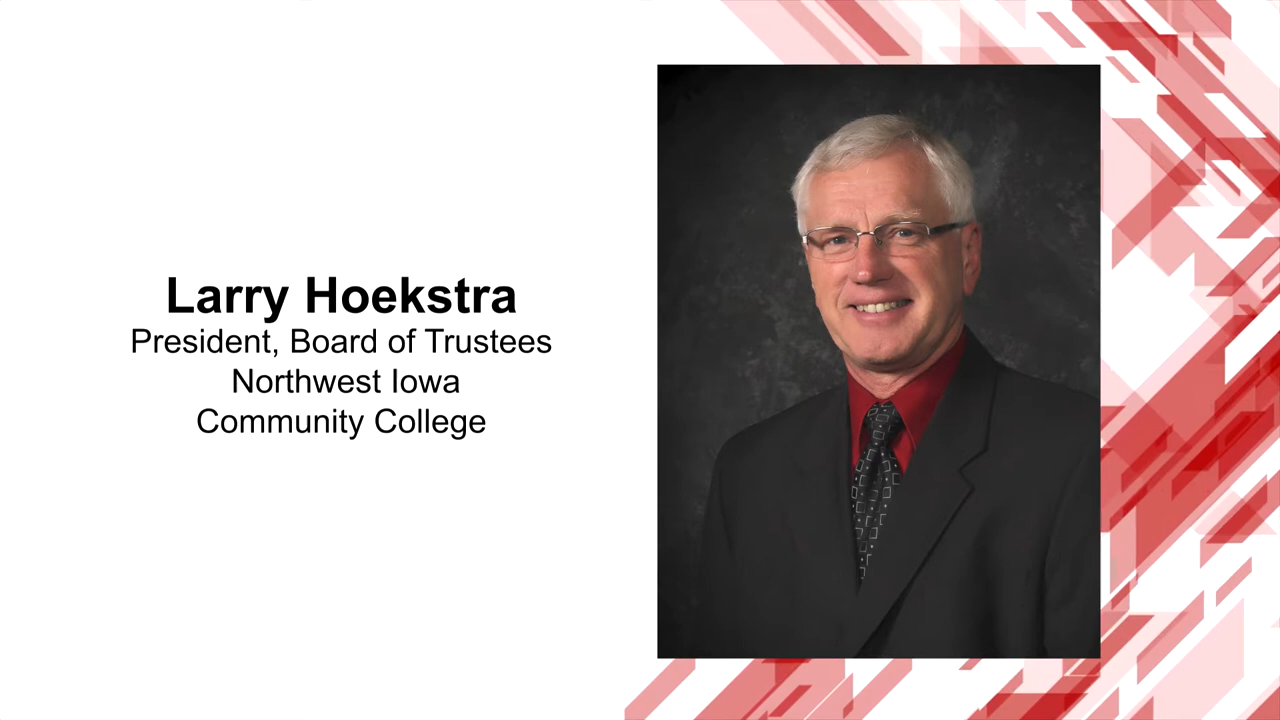 Larry Hoekstra
President, Board of Trustees
Northwest Iowa
Community College